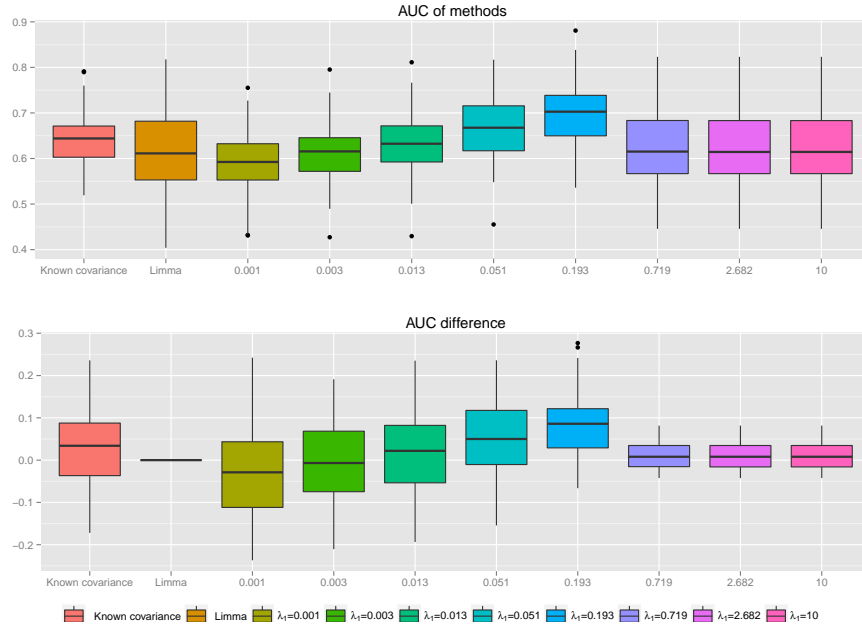 AUC of methods
0.9
0.8
0.7
0.6
0.5
0.4
Known covariance Limma 0.001 0.003 0.013 0.051 0.193 0.719 2.682 10
AUC difference
0.3
0.2
0.1
0.0
−0.1
−0.2
Known covariance Limma 0.001 0.003 0.013 0.051 0.193 0.719 2.682 10
Known covariance Limma λ₁=0.001 λ₁=0.003 λ₁=0.013 λ₁=0.051 λ₁=0.193 λ₁=0.719 λ₁=2.682 λ₁=10